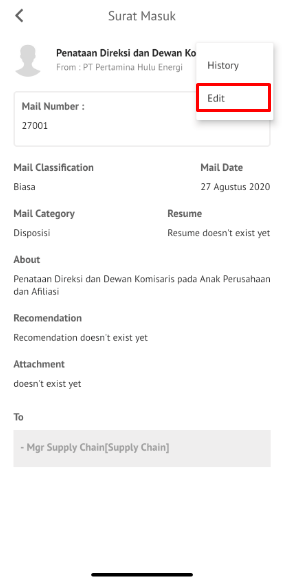 Surat Masuk
Penataan Direksi dan Dewan Ko
From : PT Pertamina Hulu Energi
History
Edit
Mail Number :
27001
Mail Classification
Mail Date
Biasa
27 Agustus 2020
Mail Category
Resume
Disposisi
Resume doesn't exist yet
About
Penataan Direksi dan Dewan Komisaris pada Anak Perusahaan
dan Afiliasi
Recomendation
Recomendation doesn't exist yet
Attachment
doesn't exist yet
To
- Mgr Supply Chain[Supply Chain]